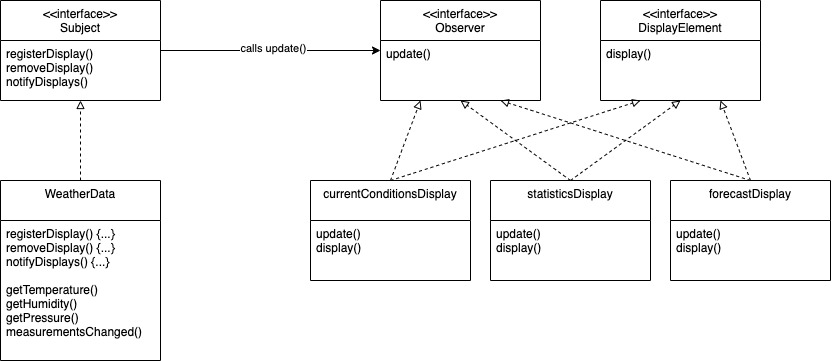 <<interface>>
Subject
registerDisplay()
removeDisplay()
notifyDisplays()
calls update()
<<interface>>
Observer
update()
<<interface>>
DisplayElement
display()
WeatherData
registerDisplay() {...}
removeDisplay() {...}
notifyDisplays() {...}
getTemperature()
getHumidity()
getPressure()
measurementsChanged()
currentConditionsDisplay
update()
display()
statisticsDisplay
update()
display()
forecastDisplay
update()
display()